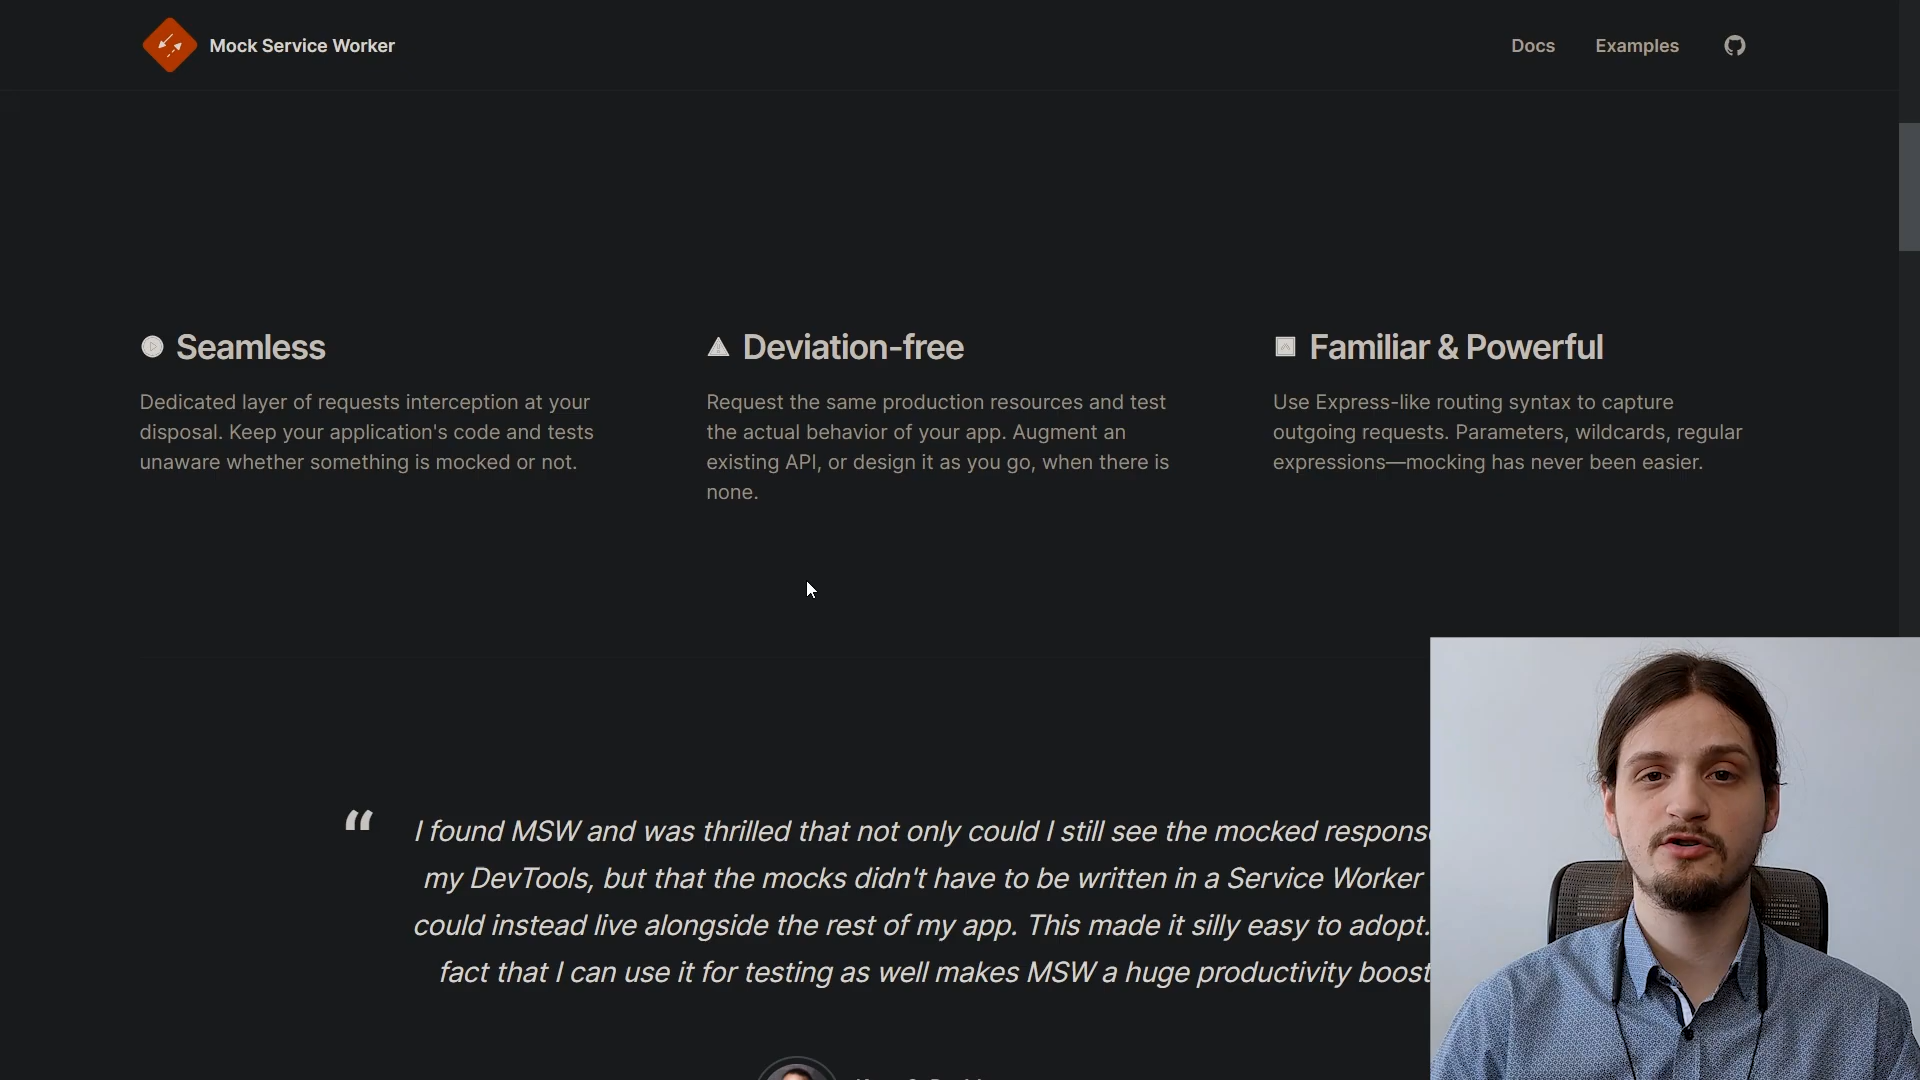 Mock Service Worker
Docs
Examples
Seamless
Dedicated layer of requests interception at your
disposal. Keep your application's code and tests
unaware whether something is mocked or not.
Deviation-free
Request the same production resources and test
the actual behavior of your app. Augment an
existing API, or design it as you go, when there is
none.
Familiar & Powerful
Use Express-like routing syntax to capture
outgoing requests. Parameters, wildcards, regular
expressions—mocking has never been easier.
“
I found MSW and was thrilled that not only could I still see the mocked
my DevTools, but that the mocks didn't have to be written in a Service Worker
could instead live alongside the rest of my app. This made it silly easy to adopt.
fact that I can use it for testing as well makes MSW a huge productivity boost